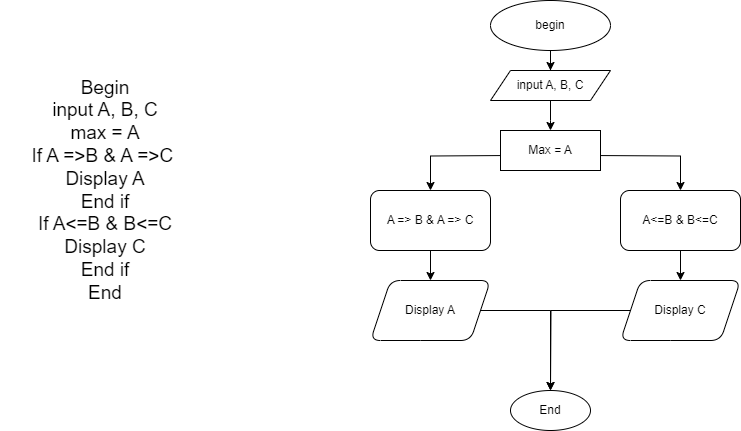 Begin
input A, B, C
max = A
If A =>B & A =>C
Display A
End if
If A<=B & B<=C
Display C
End if
End
begin
input A, B, C
Max = A
A => B & A => C
A<=B & B<=C
Display A
Display C
End